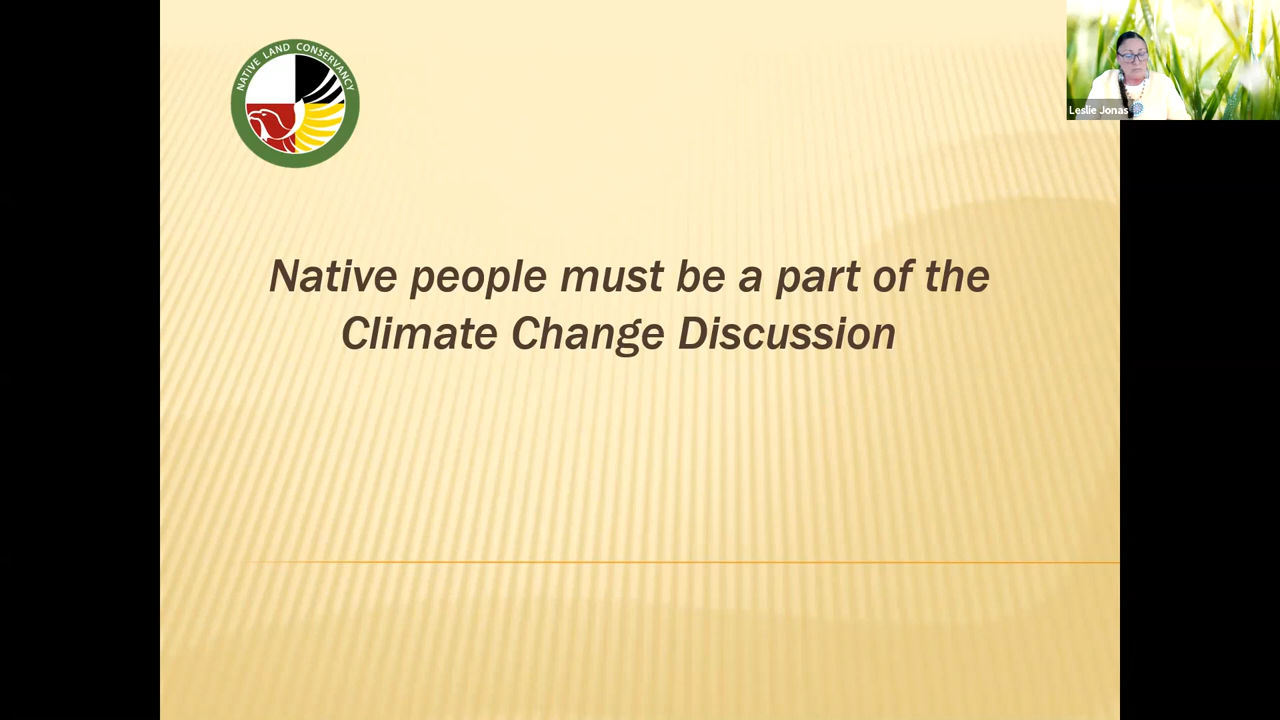 NATIVE LAND CONSERVANCY
Leslie Jonas
Native people must be a part of the
Climate Change Discussion